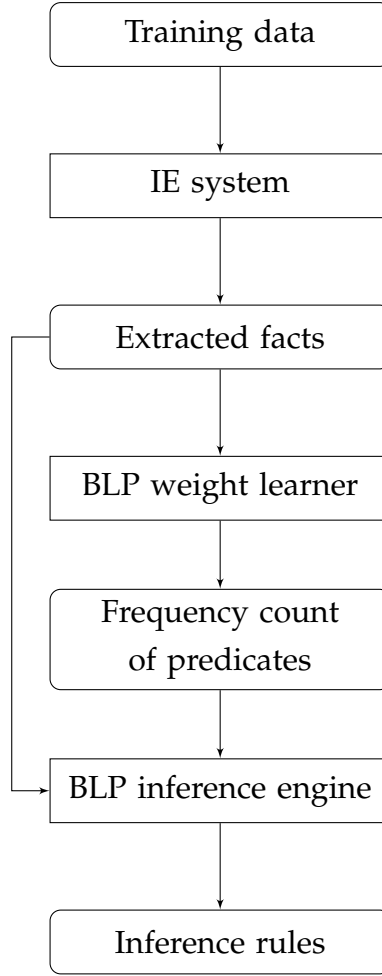 Training data
IE system
Extracted facts
BLP weight learner
Frequency count
of predicates
BLP inference engine
Inference rules